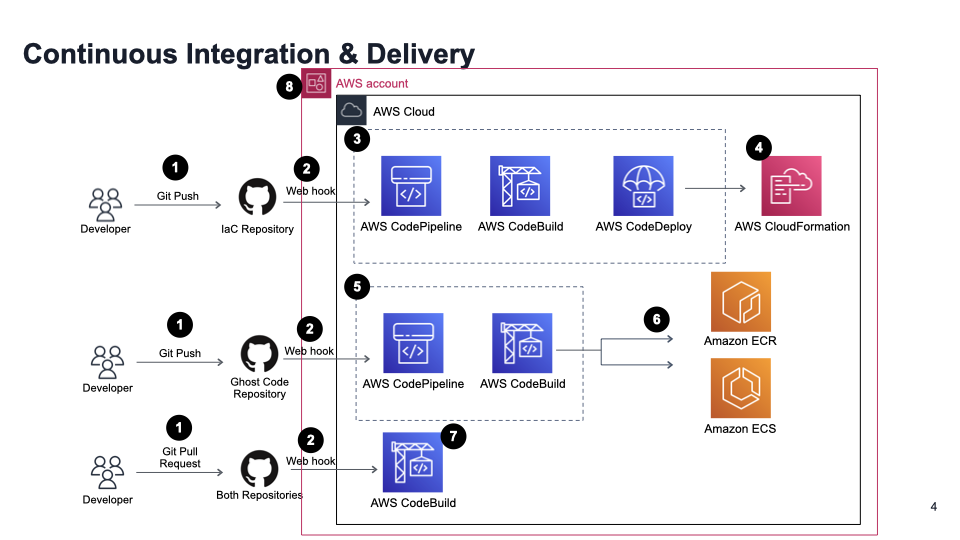 Continuous Integration & Delivery
8
AWS account
AWS Cloud
3
4
1
2
Git Push
Web hook
Developer
IaC Repository
AWS CodePipeline
AWS CodeBuild
AWS CodeDeploy
AWS CloudFormation
5
6
1
2
Git Push
Web hook
Developer
Ghost Code
Repository
AWS CodePipeline
AWS CodeBuild
Amazon ECR
Amazon ECS
1
2
7
Git Pull
Request
Web hook
Developer
Both Repositories
AWS CodeBuild
4